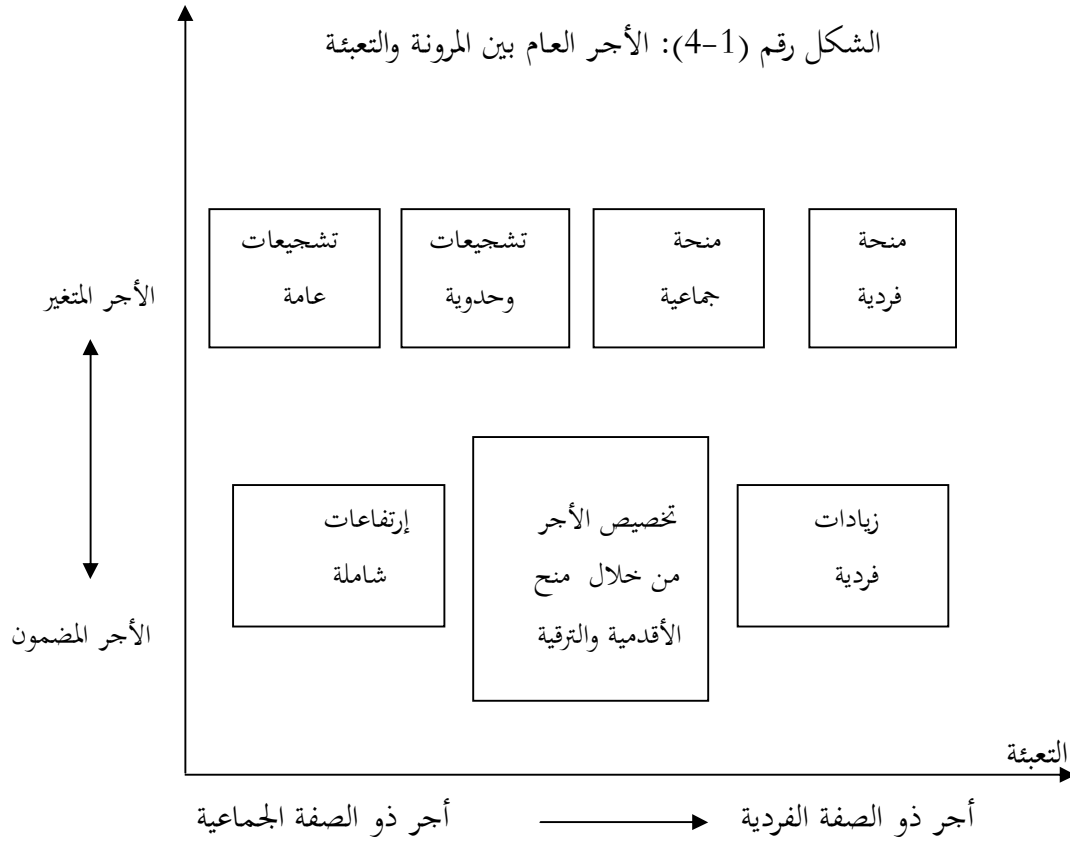 الشكل رقم (1-4): الأجر العام بين المرونة والتعبئة
منحة
فردية
منحة
جماعية
تشجيعات
وحدوية
تشجيعات
عامة
الأجر المتغير
زيادات
فردية
تخصيص الأجر
من خلال منح
الأقدمية والترقية
إرتفاعات
شاملة
الأجر المضمون
التعبئة
أجر ذو الصفة الفردية
أجر ذو الصفة الجماعية